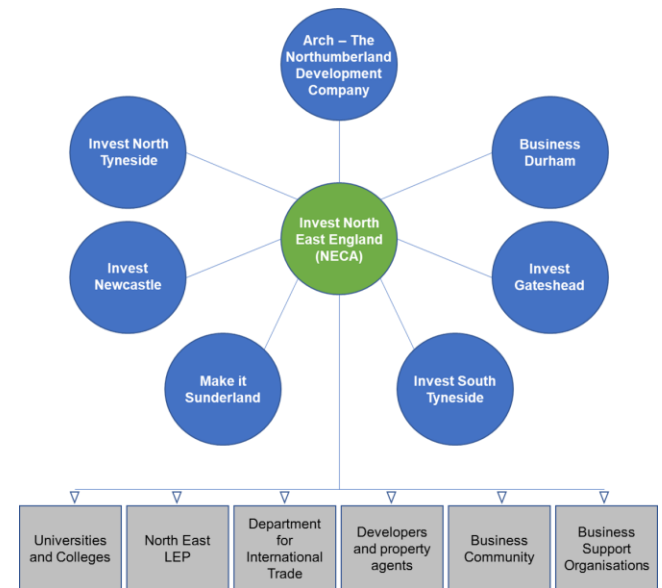 Arch – The
Northumberland
Development
Company
Invest North
Tyneside
Business
Durham
Invest North
East England
(NECA)
Invest
Newcastle
Invest
Gateshead
Make it
Sunderland
Invest South
Tyneside
Universities
and Colleges
North East
LEP
Department
for
International
Trade
Developers
and property
agents
Business
Community
Business
Support
Organisations